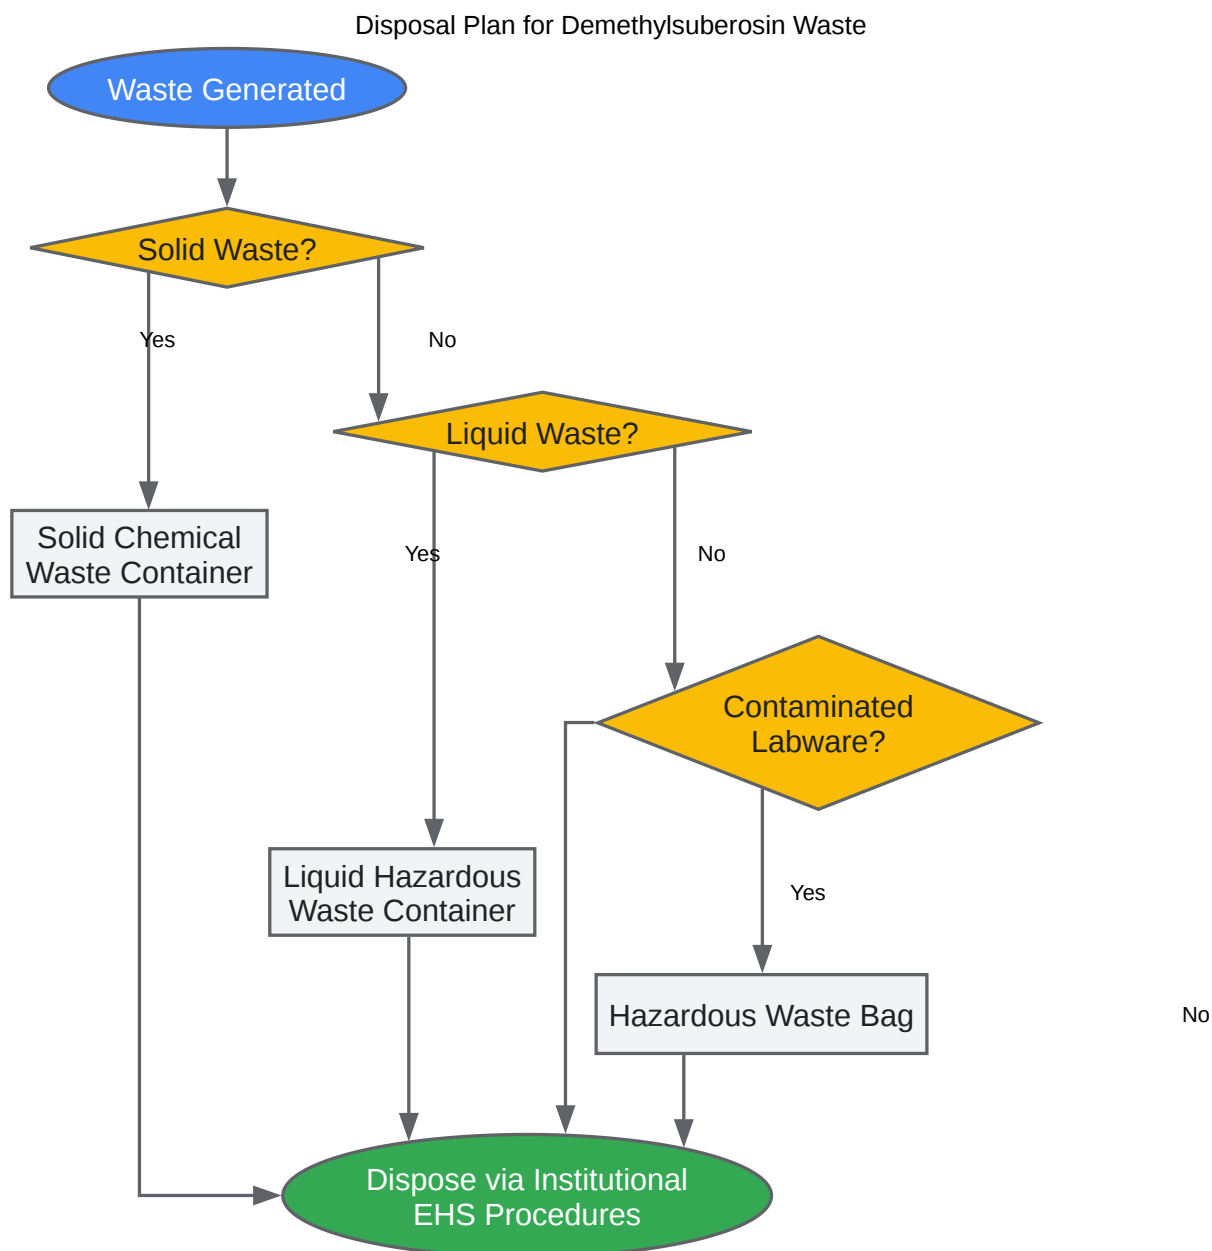 Disposal Plan for Demethylsuberosin Waste
Waste Generated
Solid Waste?
Yes
No
Liquid Waste?
Solid Chemical
Waste Container
Yes
No
Contaminated
Labware?
Liquid Hazardous
Waste Container
Yes
Hazardous Waste Bag
No
Dispose via Institutional
EHS Procedures